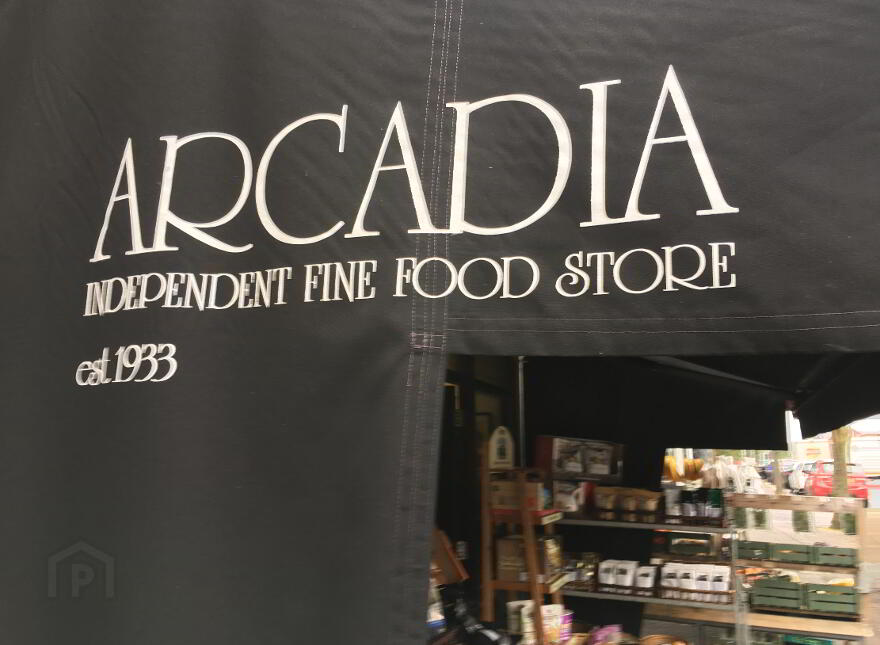 ARCADIA
INDEPENDENT FINE FOOD STORE
est.1933
P